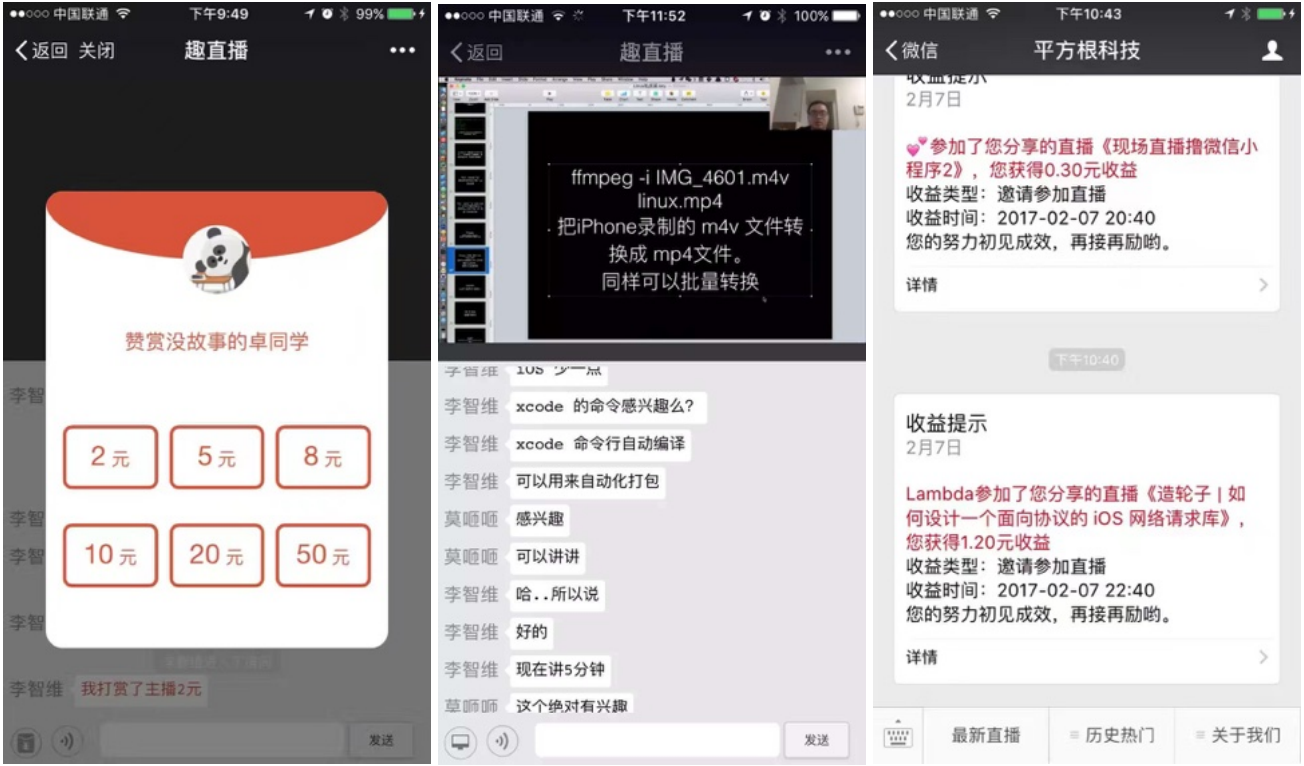 中国联通
下午9:49
99%
返回 关闭
趣直播
赞赏没故事的卓同学
2元
5元
8元
10元
20元
50元
李智
李智
李智
李智
李智维 我打赏了主播2元
发送
中国联通
下午11:52
100%
返回
趣直播
ffmpeg -i IMG_4601.m4v
linux.mp4
把iPhone录制的 m4v 文件转
换成 mp4文件。
同样可以批量转换
李智维 iOS 少一点
李智维 xcode 的命令感兴趣么?
李智维 xcode 命令行自动编译
李智维 可以用来自动化打包
莫咂咂 感兴趣
莫咂咂 可以讲讲
李智维 哈..所以说
李智维 好的
李智维 现在讲5分钟
莫咂咂 这个绝对有兴趣
发送
中国联通
下午10:43
微信
平方根科技
收益提示
2月7日
💕参加了您分享的直播《现场直播撸微信小
程序2》，您获得0.30元收益
收益类型：邀请参加直播
收益时间：2017-02-07 20:40
您的努力初见成效，再接再励哟。
详情
下午10:40
收益提示
2月7日
Lambda参加了您分享的直播《造轮子 | 如
何设计一个面向协议的 iOS 网络请求库》，
您获得1.20元收益
收益类型：邀请参加直播
收益时间：2017-02-07 22:40
您的努力初见成效，再接再励哟。
详情
最新直播
历史热门
关于我们